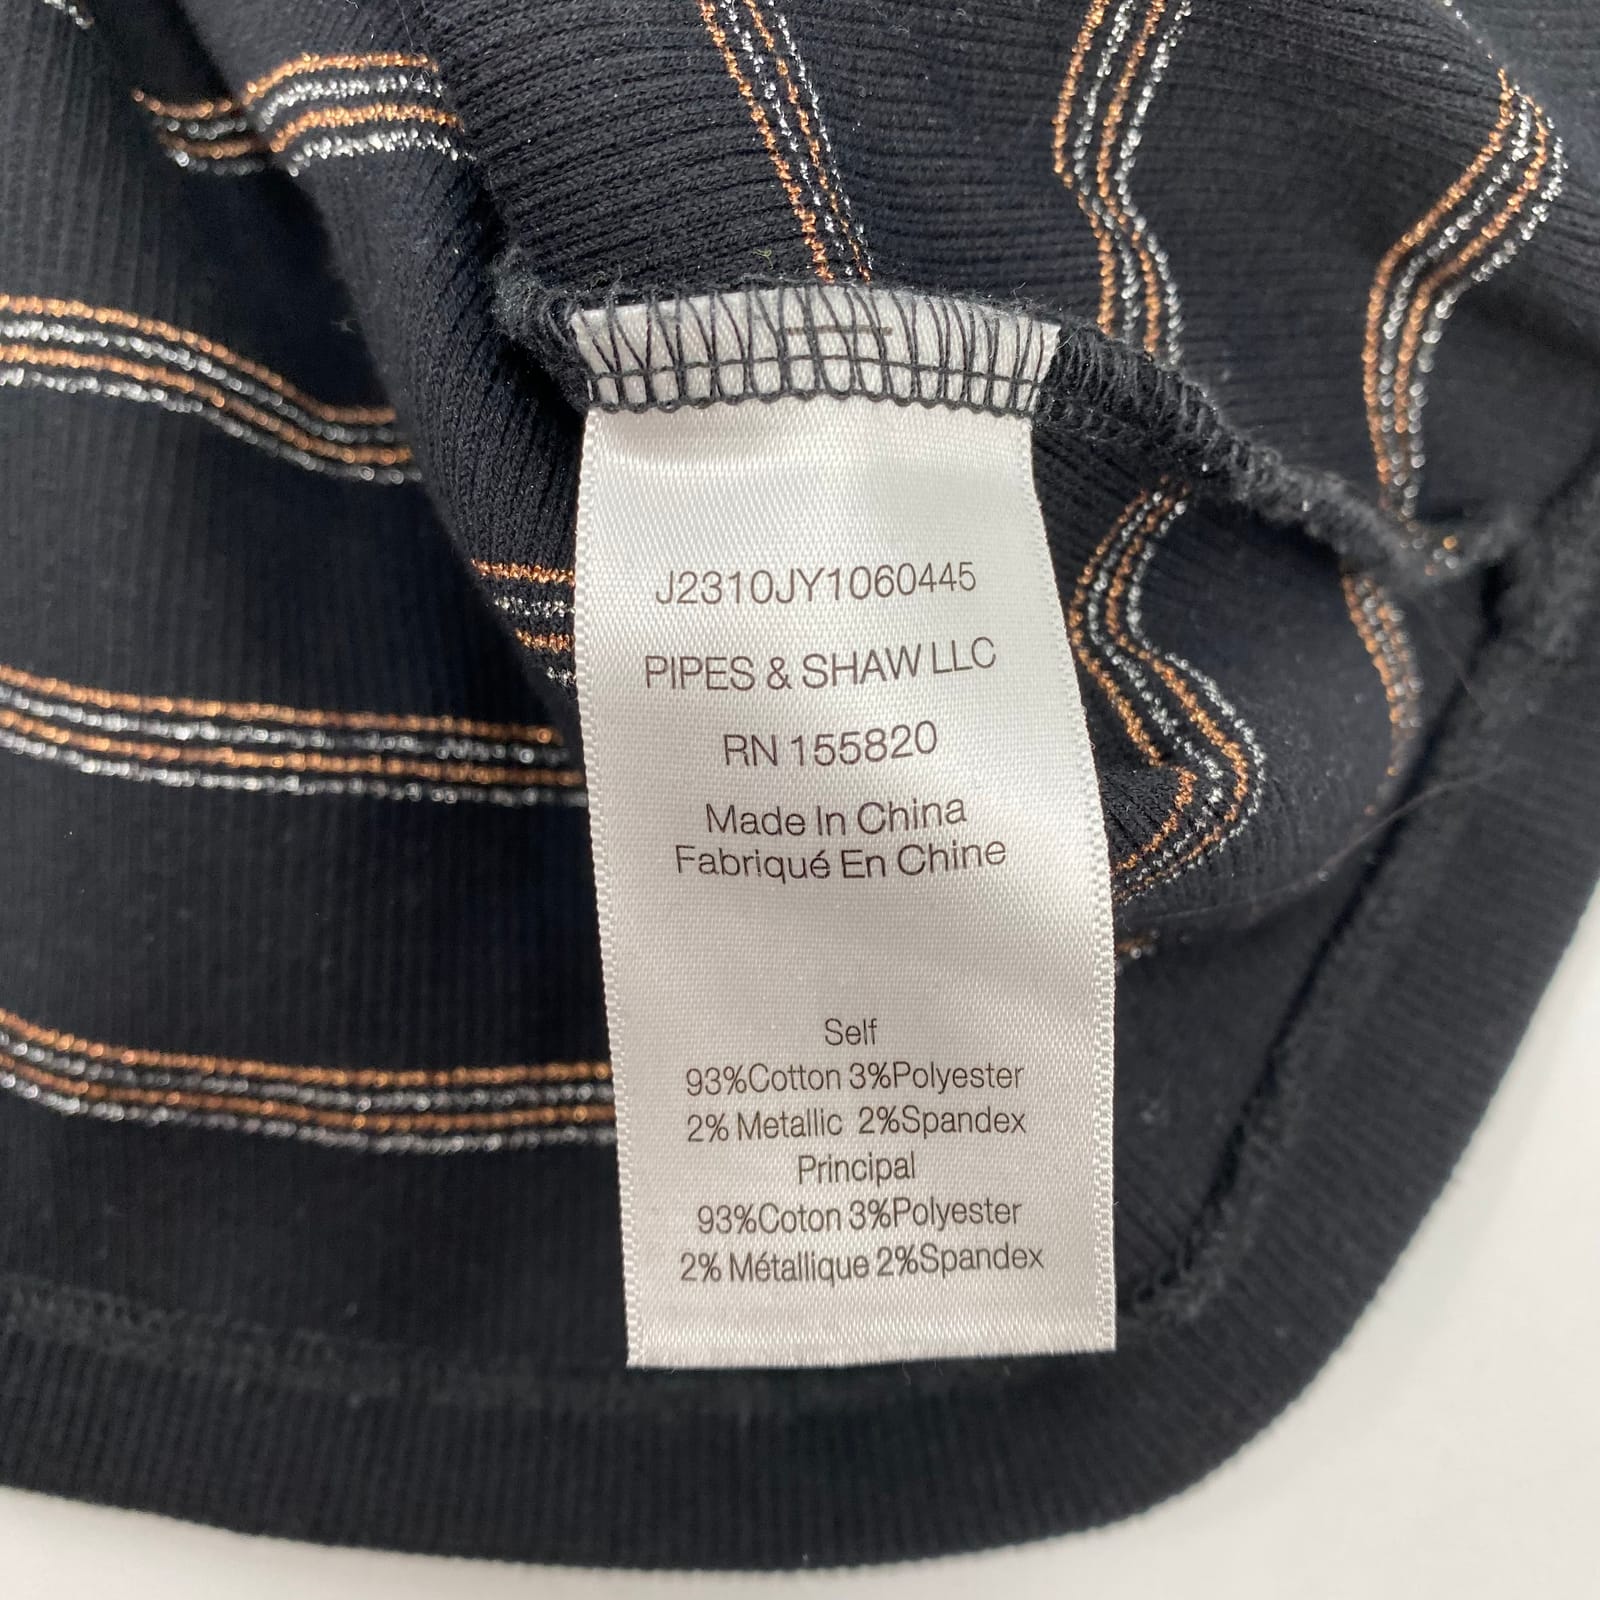 J2310JY1060445
PIPES & SHAW LLC
RN 155820
Made In China
Fabriqué En Chine
Self
93%Cotton 3%Polyester
2% Metallic 2%Spandex
Principal
93%Coton 3%Polyester
2% Métallique 2%Spandex